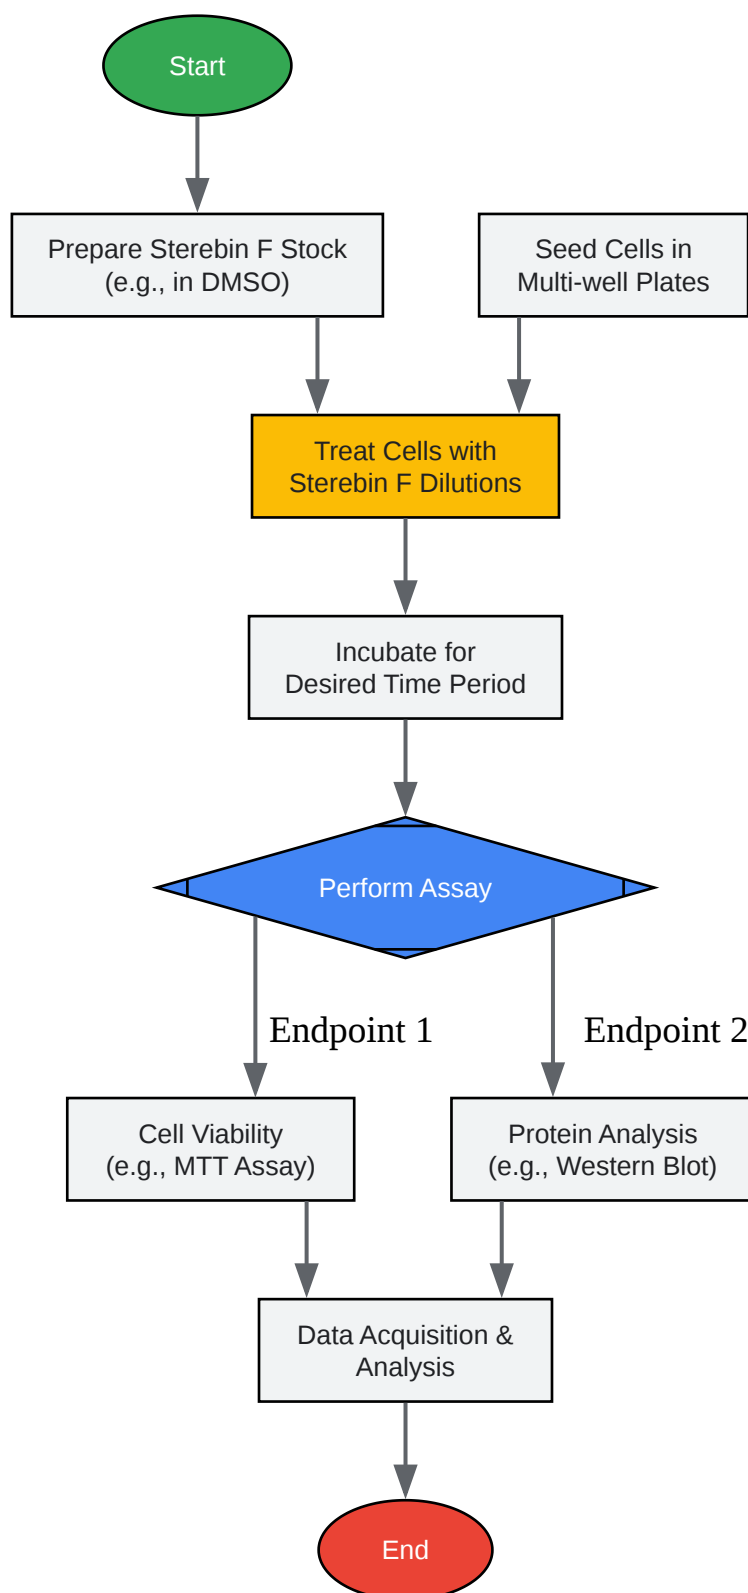 Start
Prepare Sterebin F Stock
(e.g., in DMSO)
Seed Cells in
Multi-well Plates
Treat Cells with
Sterebin F Dilutions
Incubate for
Desired Time Period
Perform Assay
Endpoint 1
Endpoint 2
Cell Viability
(e.g., MTT Assay)
Protein Analysis
(e.g., Western Blot)
Data Acquisition &
Analysis
End